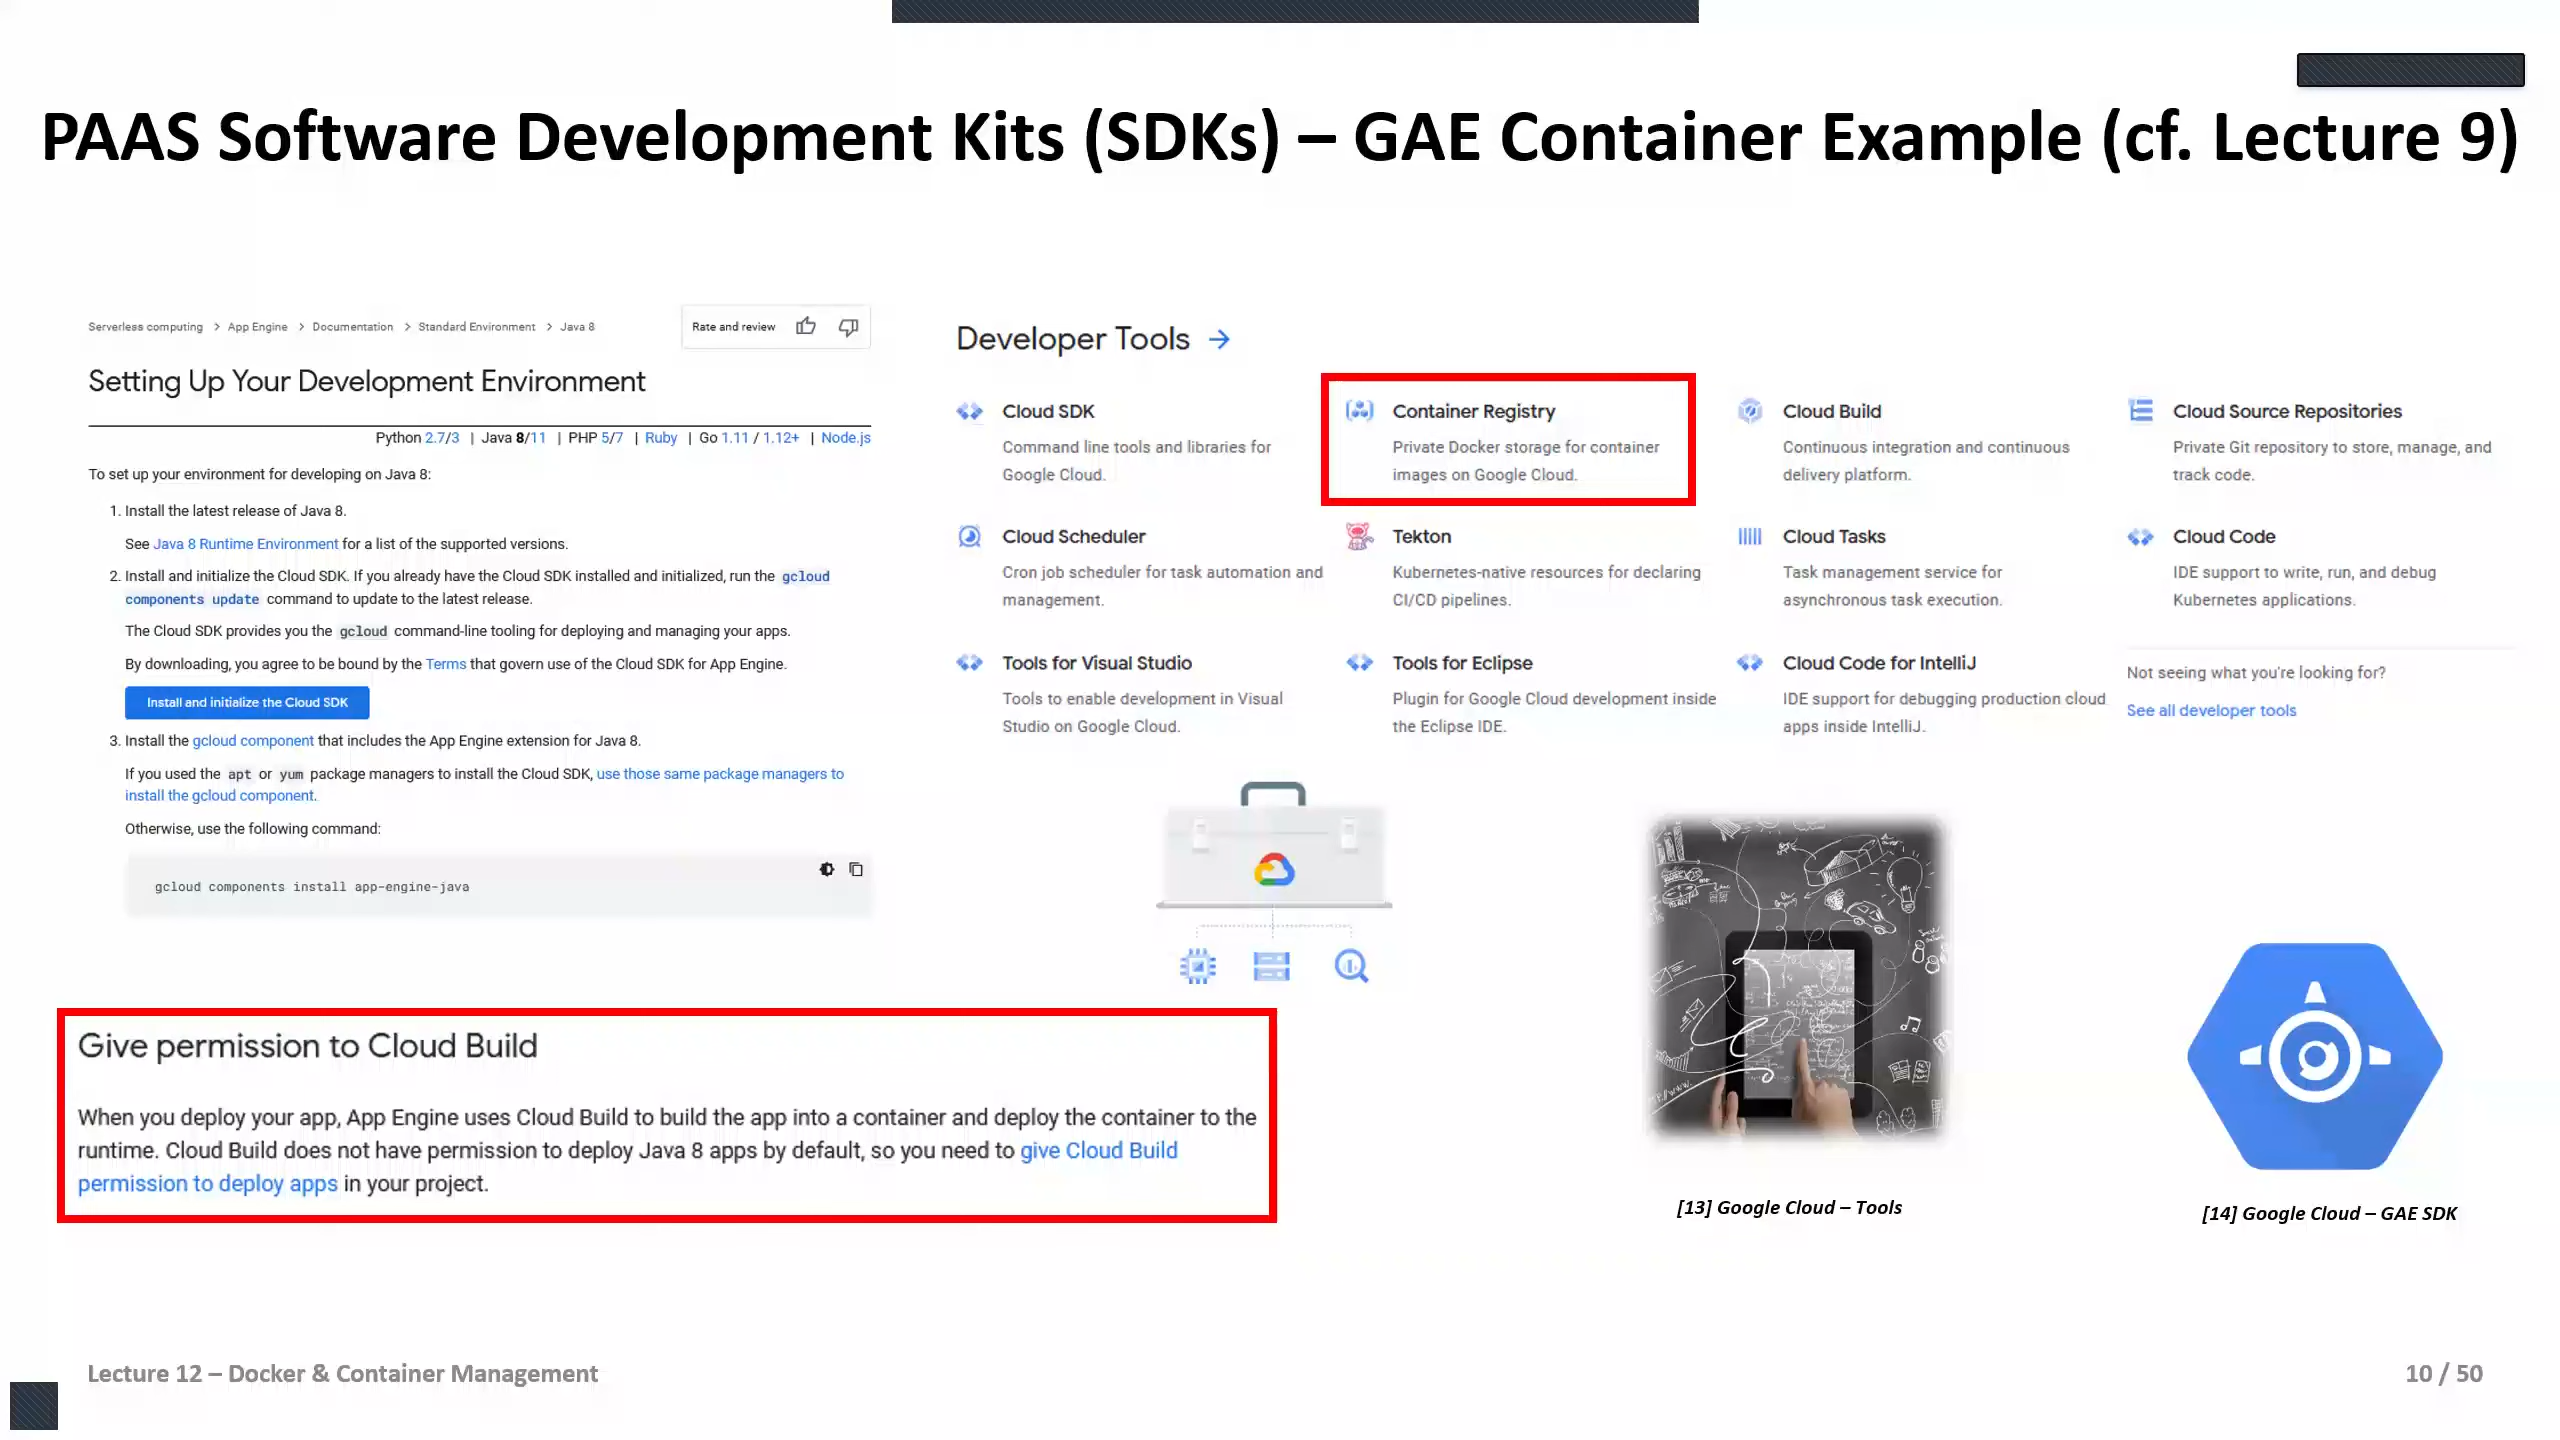 PAAS Software Development Kits (SDKs) – GAE Container Example (cf. Lecture 9)
Serverless computing > App Engine > Documentation > Standard Environment > Java 8
Rate and review
Setting Up Your Development Environment
Python 2.7/3 | Java 8/11 | PHP 5/7 | Ruby | Go 1.11 / 1.12+ | Node.js
To set up your environment for developing on Java 8:
1. Install the latest release of Java 8.
See Java 8 Runtime Environment for a list of the supported versions.
2. Install and initialize the Cloud SDK. If you already have the Cloud SDK installed and initialized, run the gcloud
components update command to update to the latest release.
The Cloud SDK provides you the gcloud command-line tooling for deploying and managing your apps.
By downloading, you agree to be bound by the Terms that govern use of the Cloud SDK for App Engine.
Install and initialize the Cloud SDK
3. Install the gcloud component that includes the App Engine extension for Java 8.
If you used the apt or yum package managers to install the Cloud SDK, use those same package managers to
install the gcloud component.
Otherwise, use the following command:
gcloud components install app-engine-java
Developer Tools →
Cloud SDK
Command line tools and libraries for
Google Cloud.
Container Registry
Private Docker storage for container
images on Google Cloud.
Cloud Build
Continuous integration and continuous
delivery platform.
Cloud Source Repositories
Private Git repository to store, manage, and
track code.
Cloud Scheduler
Cron job scheduler for task automation and
management.
Tekton
Kubernetes-native resources for declaring
CI/CD pipelines.
Cloud Tasks
Task management service for
asynchronous task execution.
Cloud Code
IDE support to write, run, and debug
Kubernetes applications.
Tools for Visual Studio
Tools to enable development in Visual
Studio on Google Cloud.
Tools for Eclipse
Plugin for Google Cloud development inside
the Eclipse IDE.
Cloud Code for IntelliJ
IDE support for debugging production cloud
apps inside IntelliJ.
Not seeing what you're looking for?
See all developer tools
Give permission to Cloud Build
When you deploy your app, App Engine uses Cloud Build to build the app into a container and deploy the container to the
runtime. Cloud Build does not have permission to deploy Java 8 apps by default, so you need to give Cloud Build
permission to deploy apps in your project.
[13] Google Cloud – Tools
[14] Google Cloud – GAE SDK
Lecture 12 – Docker & Container Management
10 / 50